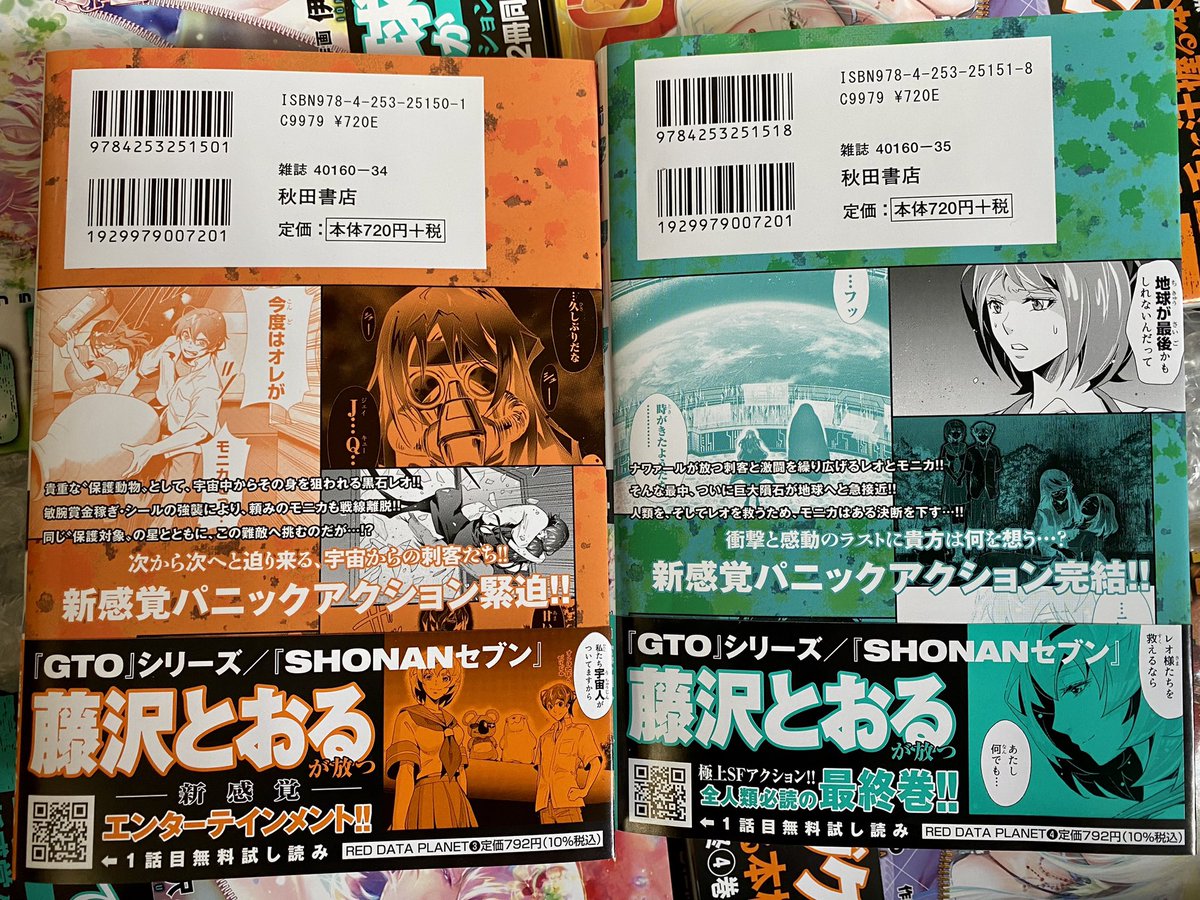 ISBN978-4-253-25150-1
C9979 ¥720E
9784253251501
雑誌 40160-34
秋田書店
1929979007201
定価：本体720円+税
今度はオレが
モニカ
…久しぶりだな
J…Q…
貴重な“保護動物”として、宇宙中からその身を狙われる黒石レオ!!
敏腕賞金稼ぎ・シールの強襲により、頼みのモニカも戦線離脱!!
同じ“保護対象”の星とともに、この難敵へ挑むのだが…!?
次から次へと迫り来る、宇宙からの刺客たち!!
新感覚パニックアクション緊迫!!
『GTO』シリーズ／『SHONANセブン』
藤沢とおるが放つ
新感覚
エンターテインメント!!
←1話目無料試し読み
RED DATA PLANET❸定価792円(10%税込)
私たち宇宙人が
ついてますから
ISBN978-4-253-25151-8
C9979 ¥720E
9784253251518
雑誌 40160-35
秋田書店
1929979007201
定価：本体720円+税
地球が最後かも
しれないんだって
…フッ
時がきたよ
ナヴァールが放つ刺客と激闘を繰り広げるレオとモニカ!!
そんな最中、ついに巨大隕石が地球へと急接近!!
人類を、そしてレオを救うため、モニカはある決断を下す…!!
衝撃と感動のラストに貴方は何を想う…?
新感覚パニックアクション完結!!
『GTO』シリーズ／『SHONANセブン』
藤沢とおるが放つ
極上SFアクション!!
全人類必読の最終巻!!
←1話目無料試し読み
RED DATA PLANET❹定価792円(10%税込)
レオ様たちを
救えるなら
あたし
何でも…